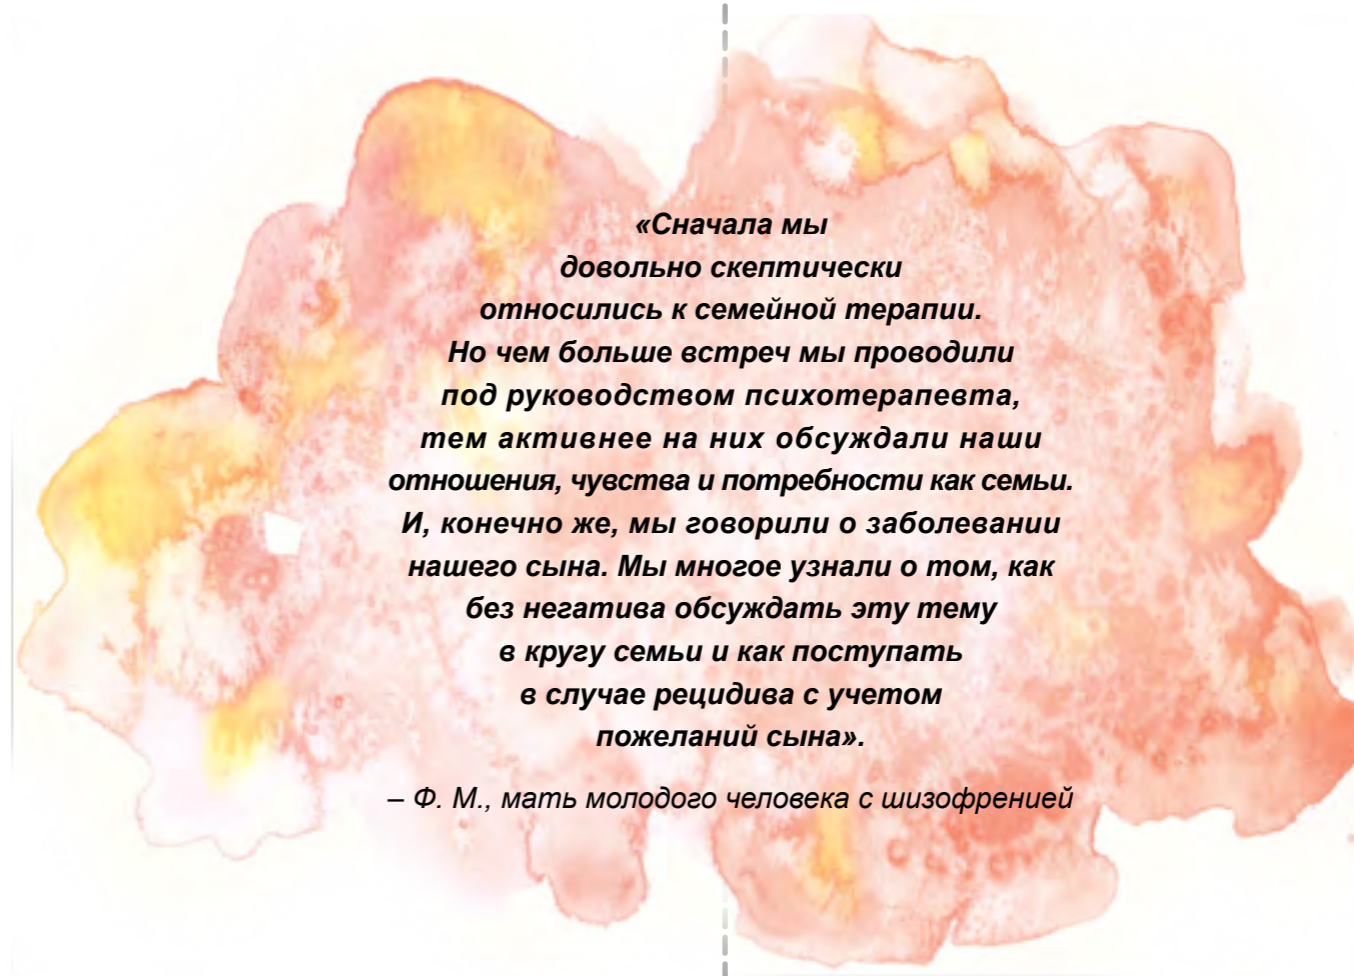 «Сначала мы
довольно скептически
относились к семейной терапии.
Но чем больше встреч мы проводили
под руководством психотерапевта,
тем активнее на них обсуждали наши
отношения, чувства и потребности как семьи.
И, конечно же, мы говорили о заболевании
нашего сына. Мы многое узнали о том, как
без негатива обсуждать эту тему
в кругу семьи и как поступать
в случае рецидива с учетом
пожеланий сына».
– Ф. М., мать молодого человека с шизофренией